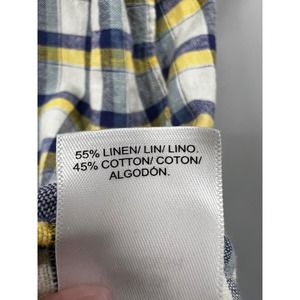 55% LINEN/ LIN/ LINO.
45% COTTON/ COTON/
ALGODÓN.